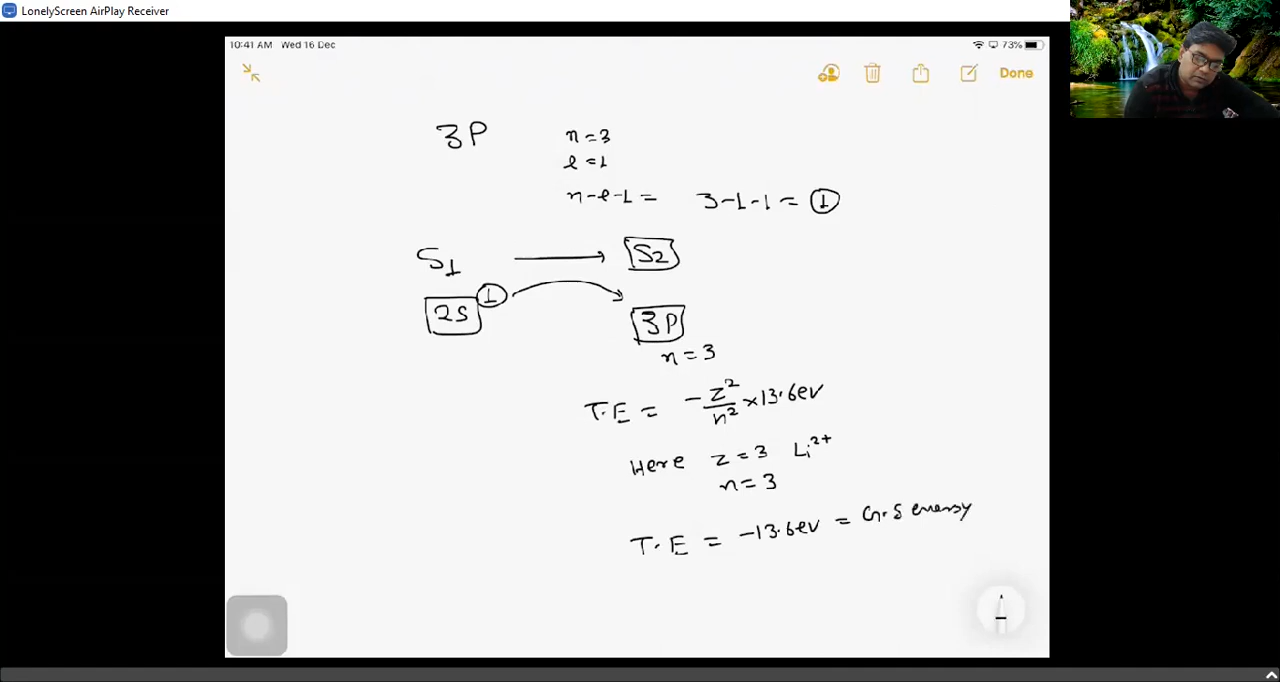 LonelyScreen AirPlay Receiver
10:41 AM Wed 16 Dec
73%
Done
3P
n = 3
l = 1
n-l-1 = 3-1-1 = 1
S1 → S2
2S 1
3P
n = 3
T.E = -z²/n² × 13.6ev
Here z = 3 Li²⁺
n = 3
T.E = -13.6ev = G.S energy